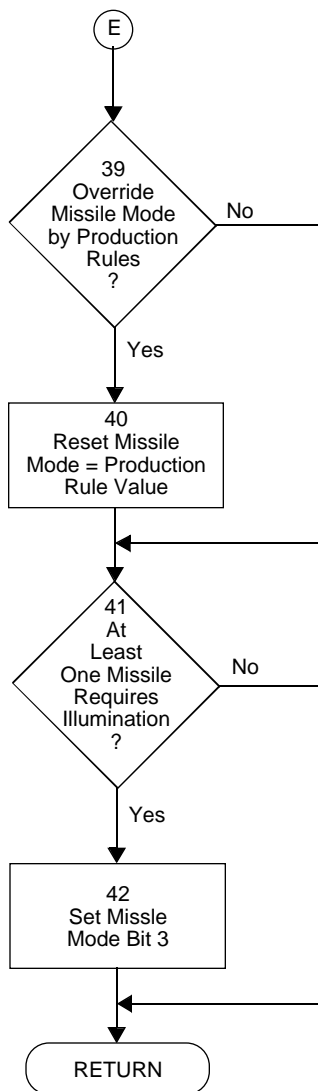 E
39
Override
Missile Mode
by Production
Rules
?
No
Yes
40
Reset Missile
Mode = Production
Rule Value
41
At
Least
One Missile
Requires
Illumination
?
No
Yes
42
Set Missle
Mode Bit 3
RETURN